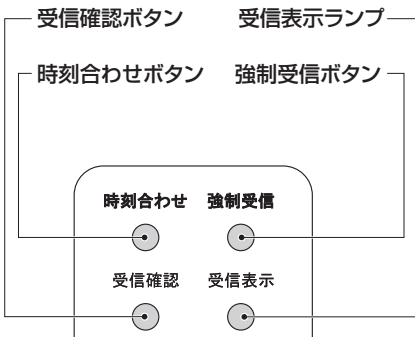 受信確認ボタン 受信表示ランプ
時刻合わせボタン 強制受信ボタン
時刻合わせ 強制受信
受信確認 受信表示